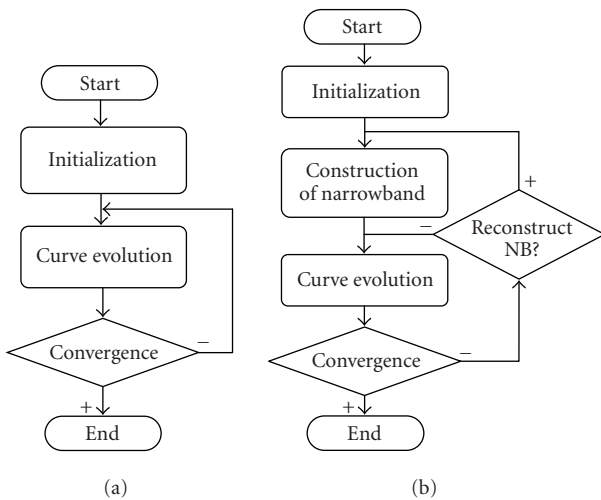 Start
Initialization
Curve evolution
Convergence
−
+
End
(a)
Start
Initialization
Construction
of narrowband
+
−
Reconstruct
NB?
Curve evolution
Convergence
−
+
End
(b)